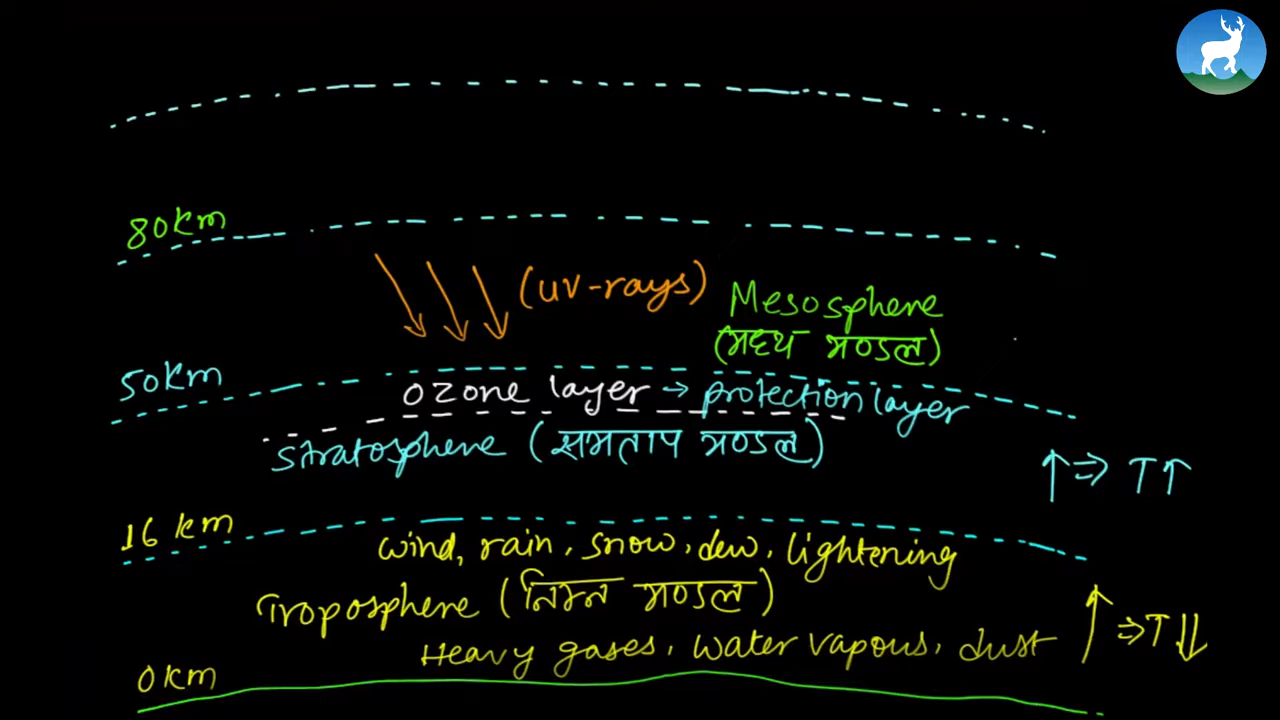 80km
(uv-rays)
Mesosphere
(मध्य मण्डल)
50km
ozone layer → protection layer
stratosphere (समताप मण्डल)
↑ ⇒ T↑
16 km
wind, rain, snow, dew, lightening
Troposphere (निम्न मण्डल)
Heavy gases, water vapous, dust
↑ ⇒ T↓↓
0km